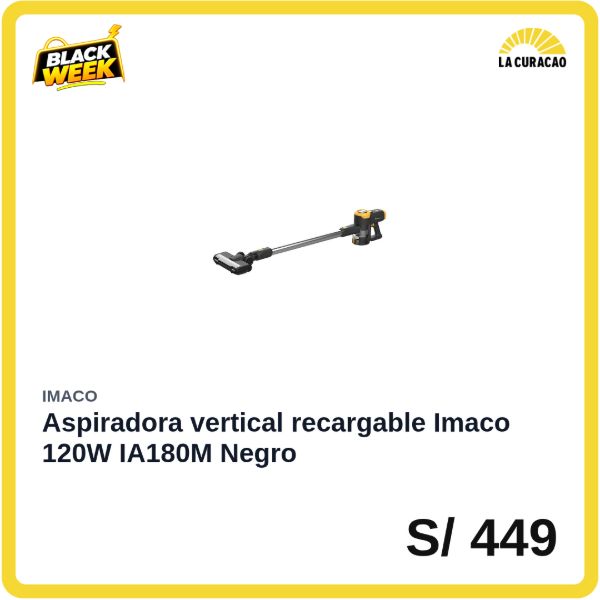 BLACK
WEEK
LA CURACAO
IMACO
Aspiradora vertical recargable Imaco
120W IA180M Negro
S/ 449